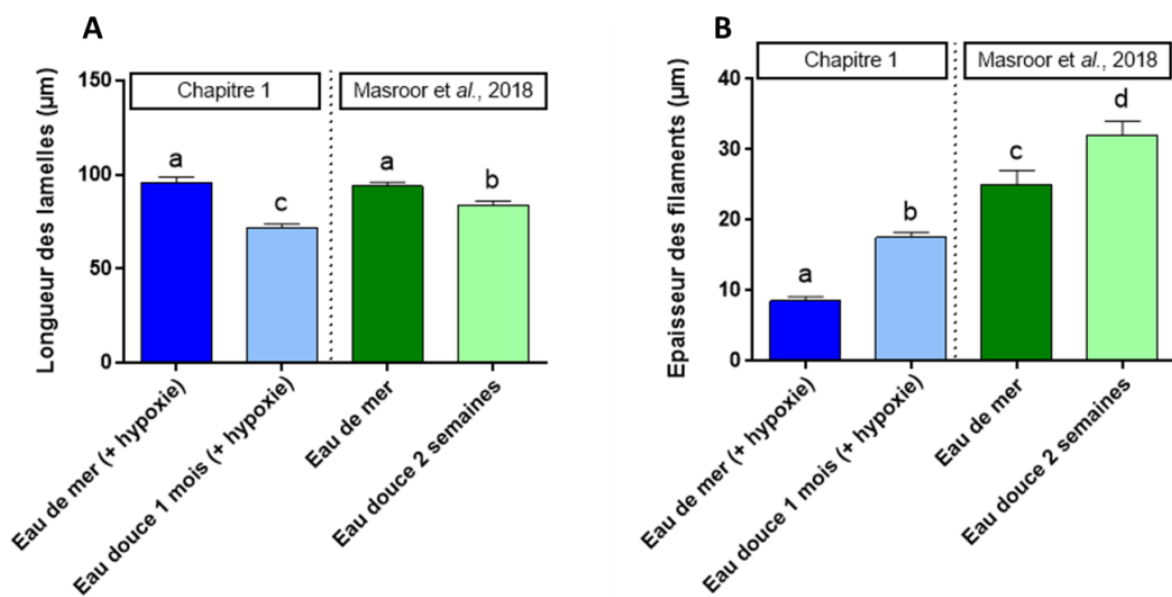 A
Longueur des lamelles (µm)
150
100
50
0
Chapitre 1
Masroor et al., 2018
a
c
a
b
Eau de mer (+ hypoxie)
Eau douce 1 mois (+ hypoxie)
Eau de mer
Eau douce 2 semaines
B
Epaisseur des filaments (µm)
40
30
20
10
0
Chapitre 1
Masroor et al., 2018
a
b
c
d
Eau de mer (+ hypoxie)
Eau douce 1 mois (+ hypoxie)
Eau de mer
Eau douce 2 semaines